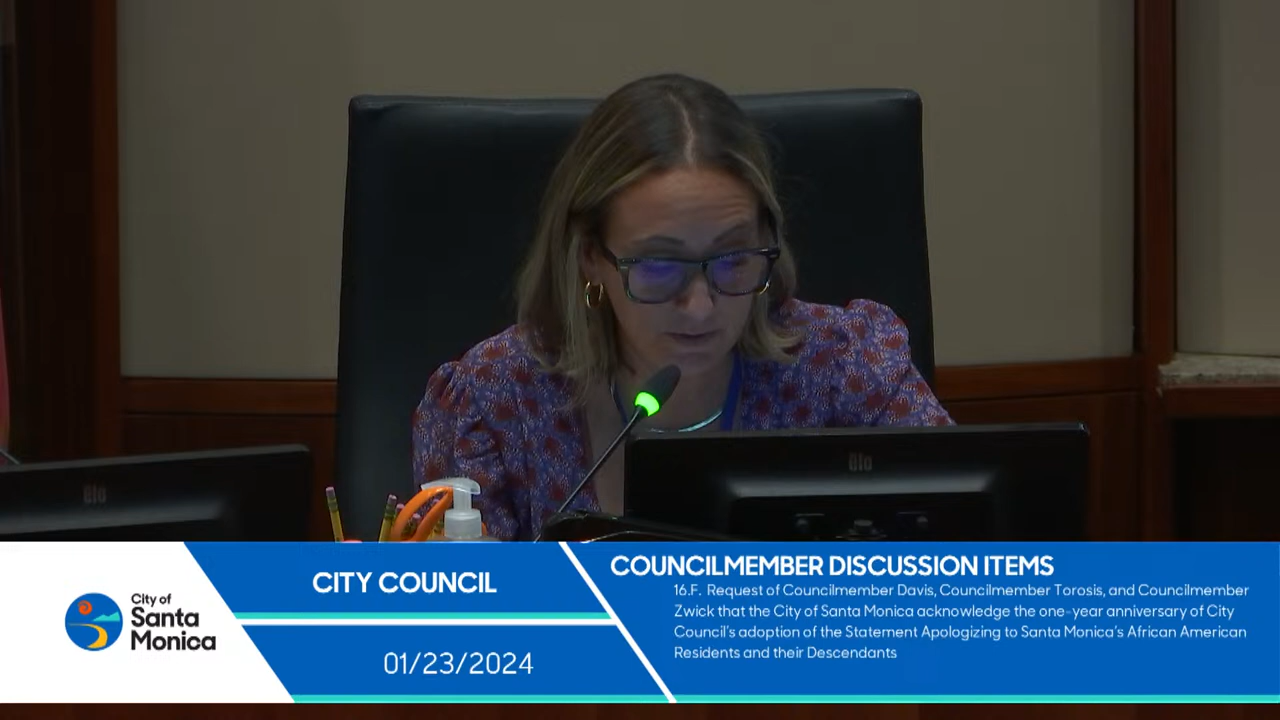 elo
elo
City of
Santa
Monica
CITY COUNCIL
01/23/2024
COUNCILMEMBER DISCUSSION ITEMS
16.F. Request of Councilmember Davis, Councilmember Torosis, and Councilmember
Zwick that the City of Santa Monica acknowledge the one-year anniversary of City
Council's adoption of the Statement Apologizing to Santa Monica's African American
Residents and their Descendants